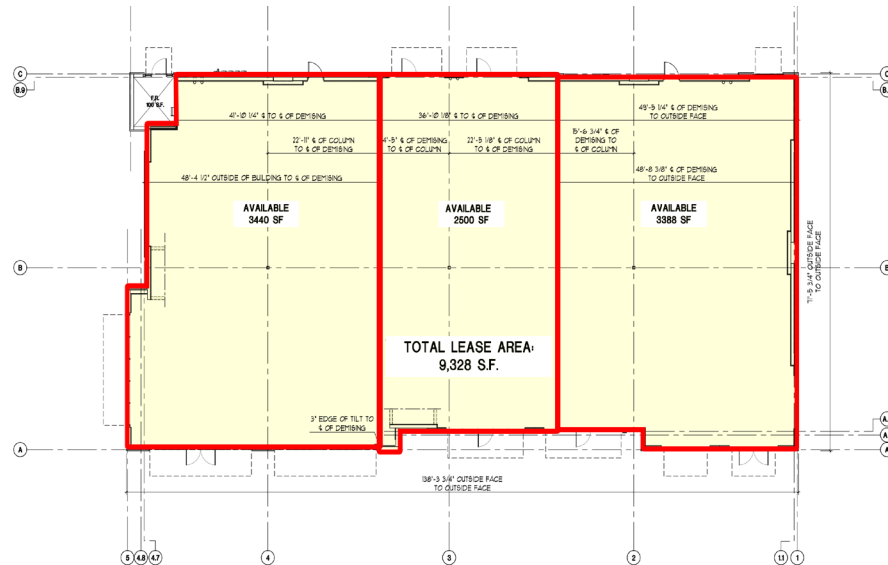 C
B.9
F.R.
100 S.F.
41'-10 1/4" ℄ TO ℄ OF DEMISING
36'-10 1/8" ℄ TO ℄ OF DEMISING
45'-5 1/4" ℄ OF DEMISING
TO OUTSIDE FACE
22'-11" ℄ OF COLUMN
TO ℄ OF DEMISING
4'-5" ℄ OF DEMISING
TO ℄ OF COLUMN
22'-5 1/8" ℄ OF COLUMN
TO ℄ OF DEMISING
15'-6 3/4" ℄ OF
DEMISING TO
℄ OF COLUMN
48'-4 1/2" OUTSIDE OF BUILDING TO ℄ OF DEMISING
48'-8 3/8" ℄ OF DEMISING
TO OUTSIDE FACE
AVAILABLE
3440 SF
AVAILABLE
2500 SF
AVAILABLE
3388 SF
71'-5 3/4" OUTSIDE FACE
TO OUTSIDE FACE
B
TOTAL LEASE AREA:
9,328 S.F.
3" EDGE OF TILT TO
℄ OF DEMISING
A
138'-3 3/4" OUTSIDE FACE
TO OUTSIDE FACE
5
4.8
4.7
4
3
2
1.1
1